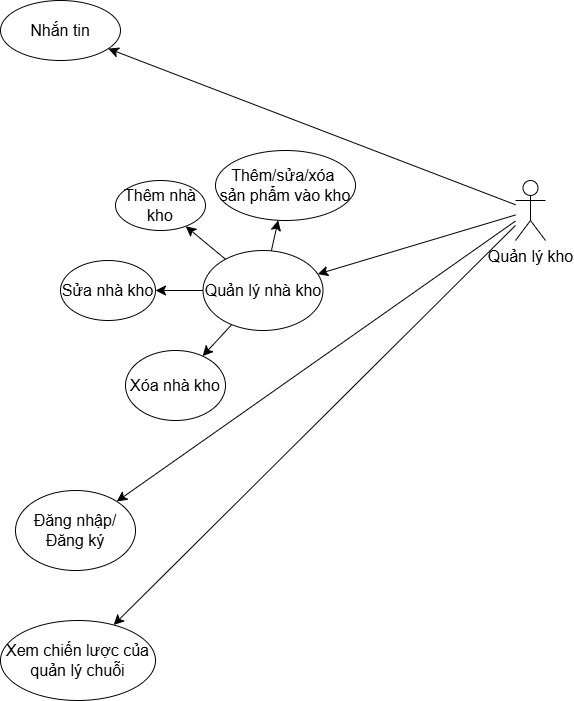 Nhắn tin
Thêm/sửa/xóa
sản phẩm vào kho
Thêm nhà
kho
Quản lý kho
Sửa nhà kho
Quản lý nhà kho
Xóa nhà kho
Đăng nhập/
Đăng ký
Xem chiến lược của
quản lý chuỗi